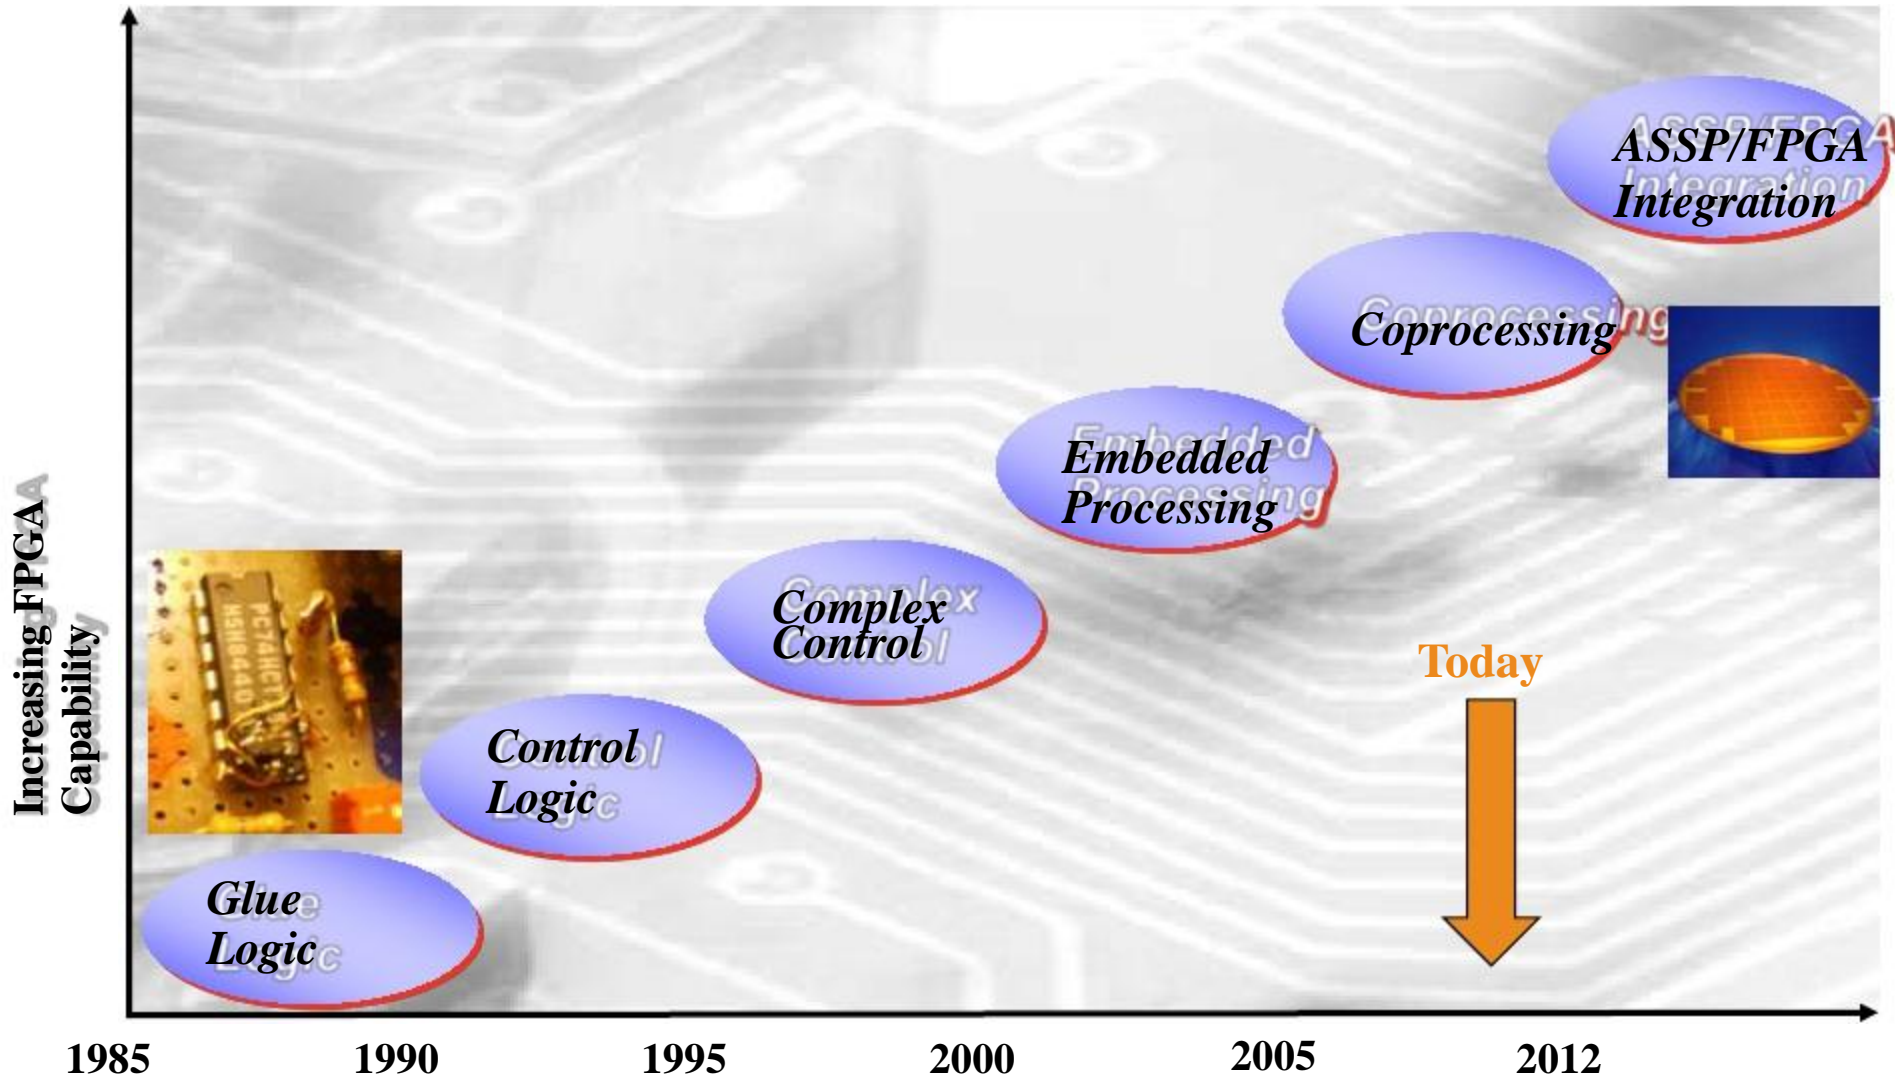 ASSP/FPGA
Integration
Coprocessing
Embedded
Processing
Complex
Control
Control
Logic
Glue
Logic
Increasing FPGA
Capability
Today
1985
1990
1995
2000
2005
2012